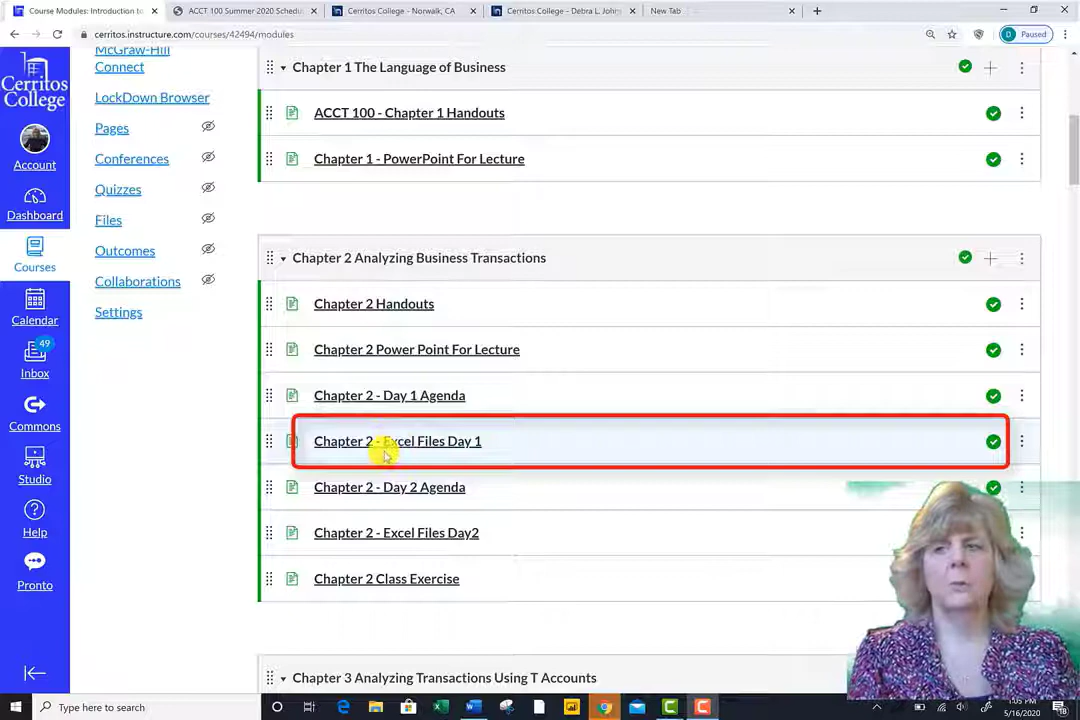 Course Modules: Introduction to
ACCT 100 Summer 2020 Schedu
Cerritos College - Norwalk, CA
Cerritos College - Debra L. Johns
New Tab
cerritos.instructure.com/courses/42494/modules
D
Paused
Cerritos
College
Account
Dashboard
Courses
Calendar
49
Inbox
Commons
Studio
Help
Pronto
McGraw-Hill
Connect
LockDown Browser
Pages
Conferences
Quizzes
Files
Outcomes
Collaborations
Settings
Chapter 1 The Language of Business
ACCT 100 - Chapter 1 Handouts
Chapter 1 - PowerPoint For Lecture
Chapter 2 Analyzing Business Transactions
Chapter 2 Handouts
Chapter 2 Power Point For Lecture
Chapter 2 - Day 1 Agenda
Chapter 2 - Excel Files Day 1
Chapter 2 - Day 2 Agenda
Chapter 2 - Excel Files Day2
Chapter 2 Class Exercise
Chapter 3 Analyzing Transactions Using T Accounts
Type here to search
1:05 PM
5/16/2020
18